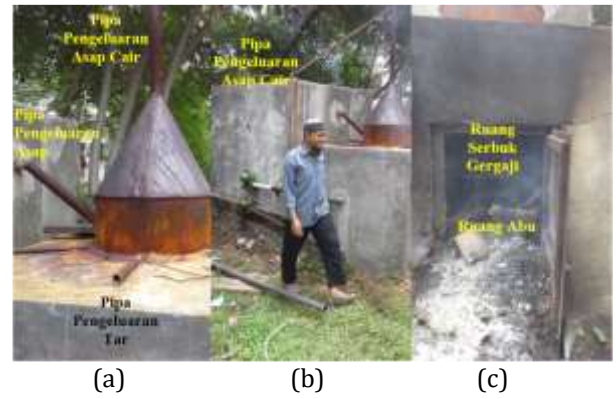 Pipa
Pengeluaran
Asap Cair
Pipa
Pengeluaran
Asap
Pipa
Pengeluaran
Tar
Pipa
Pengeluaran
Asap Cair
Ruang
Serbuk
Gergaji
Ruang Abu
(a)
(b)
(c)